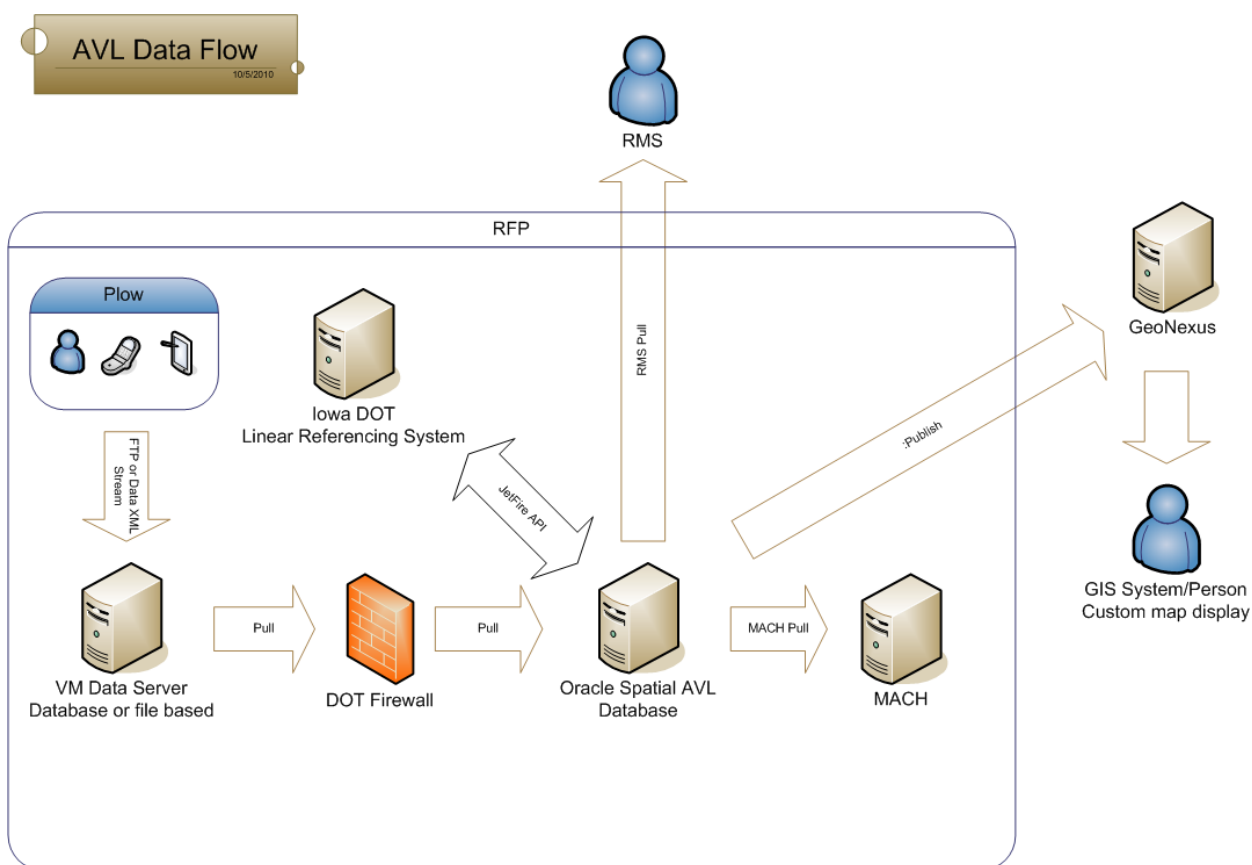 AVL Data Flow
10/5/2010
RMS
RFP
Plow
Iowa DOT
Linear Referencing System
RMS Pull
GeoNexus
:Publish
FTP or Data XML
Stream
JetFire API
GIS System/Person
Custom map display
Pull
Pull
MACH Pull
VM Data Server
Database or file based
DOT Firewall
Oracle Spatial AVL
Database
MACH